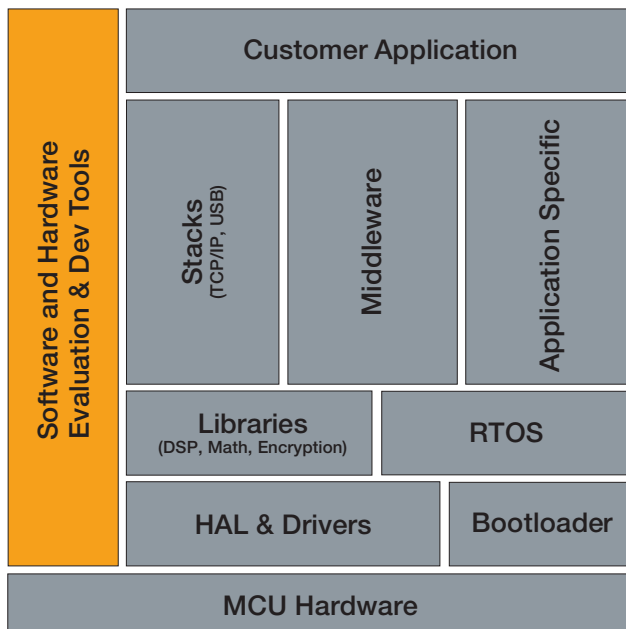 Customer Application
Software and Hardware
Evaluation & Dev Tools
Stacks
(TCP/IP, USB)
Middleware
Application Specific
Libraries
(DSP, Math, Encryption)
RTOS
HAL & Drivers
Bootloader
MCU Hardware